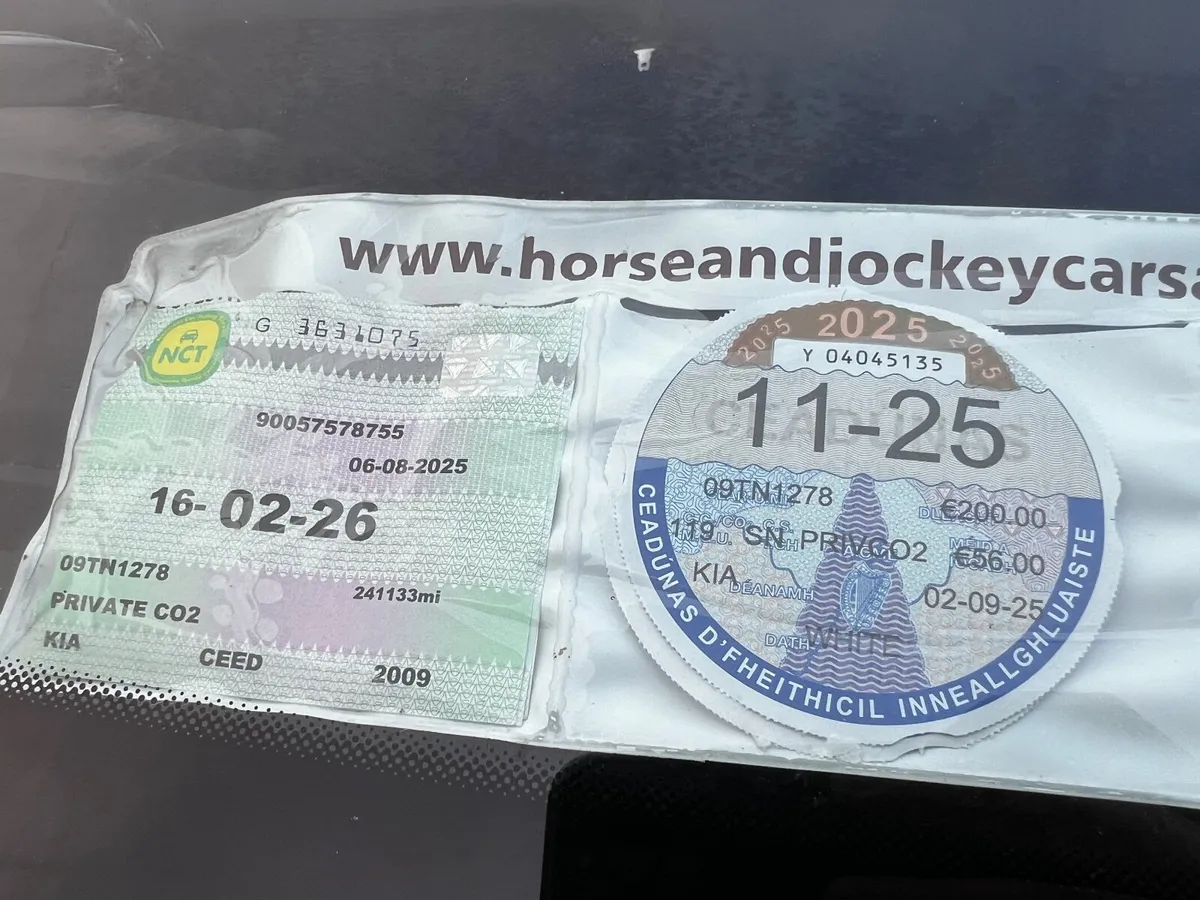 www.horseandjockeycarsa
NCT
G 3631075
90057578755
06-08-2025
16- 02-26
09TN1278
241133mi
PRIVATE CO2
KIA
CEED
2009
2025 2025 2025
Y 04045135
11-25
09TN1278
€200.00
119. SN PRIVCO2
€56.00
KIA
DÉANAMH
02-09-25
DATH
WHITE
CEADÚNAS D'FHEITHICIL INNEALLGHLUAISTE